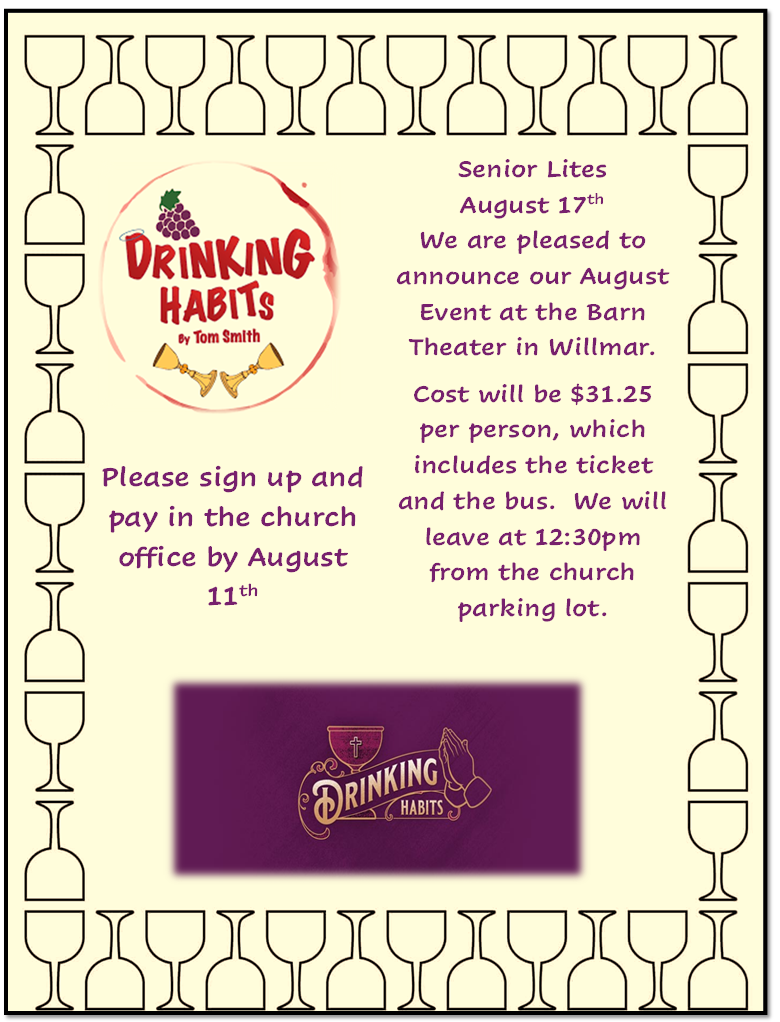 DRINKING
HABITS
By Tom Smith
Please sign up and
pay in the church
office by August
11th
Senior Lites
August 17th
We are pleased to
announce our August
Event at the Barn
Theater in Willmar.
Cost will be $31.25
per person, which
includes the ticket
and the bus.  We will
leave at 12:30pm
from the church
parking lot.
DRINKING
HABITS